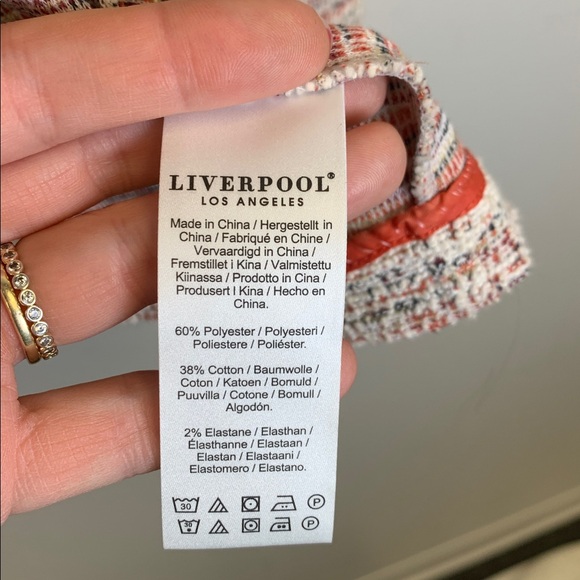 LIVERPOOL®
LOS ANGELES
Made in China / Hergestellt in
China / Fabriqué en Chine /
Vervaardigd in China /
Fremstillet i Kina / Valmistettu
Kiinassa / Prodotto in Cina /
Produsert I Kina / Hecho en
China.
60% Polyester / Polyesteri /
Poliestere / Poliéster.
38% Cotton / Baumwolle /
Coton / Katoen / Bomuld /
Puuvilla / Cotone / Bomull /
Algodón.
2% Elastane / Elasthan /
Élasthanne / Elastaan /
Elastan / Elastaani /
Elastomero / Elastano.
30 P
30 P